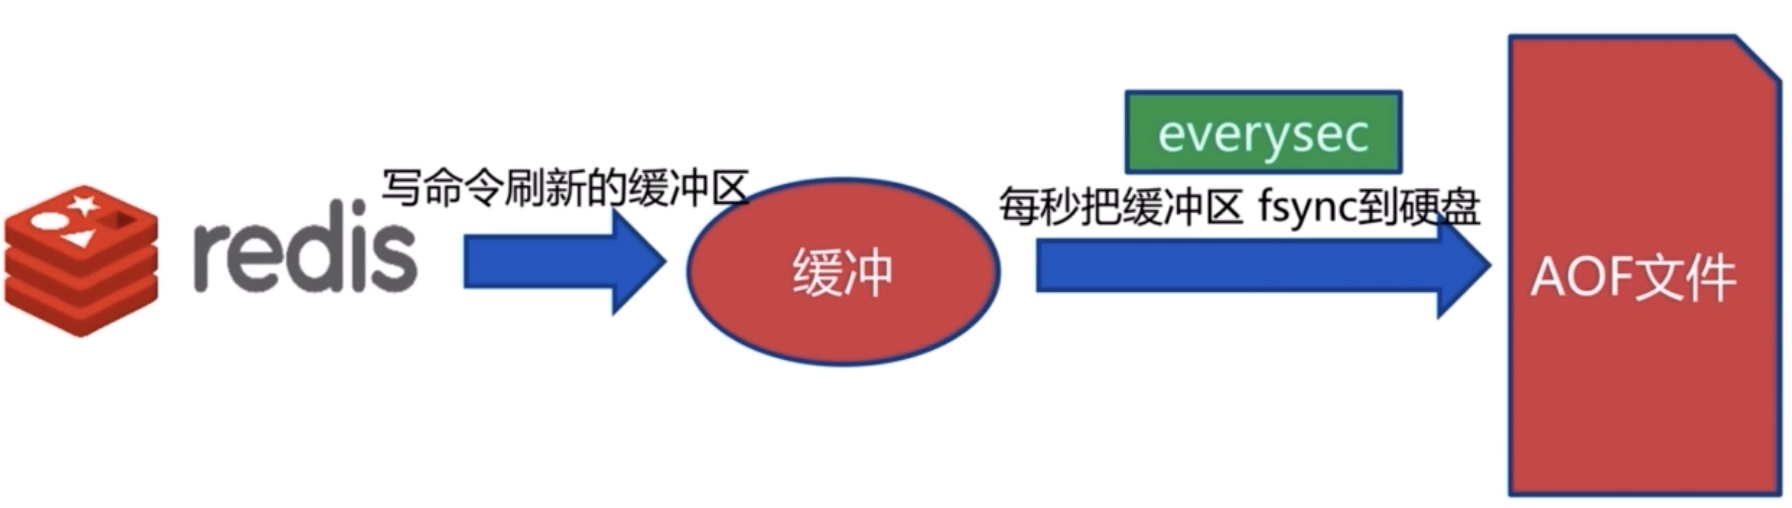 everysec
写命令刷新的缓冲区
每秒把缓冲区 fsync到硬盘
redis
缓冲
AOF文件